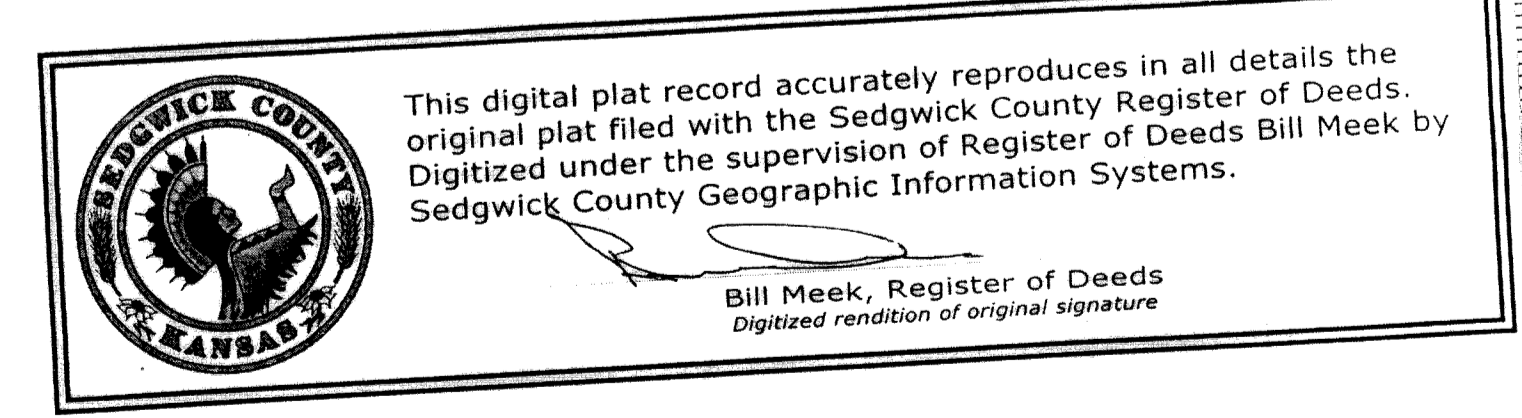 SEDGWICK COUNTY
KANSAS
This digital plat record accurately reproduces in all details the
original plat filed with the Sedgwick County Register of Deeds.
Digitized under the supervision of Register of Deeds Bill Meek by
Sedgwick County Geographic Information Systems.
Bill Meek, Register of Deeds
Digitized rendition of original signature